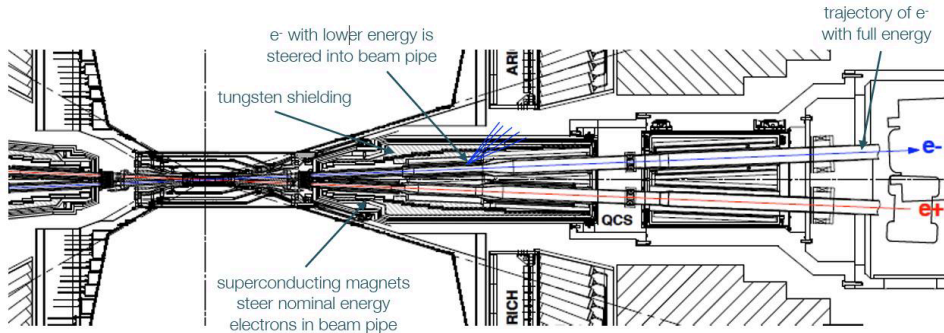 trajectory of e-
with full energy
e- with lower energy is
steered into beam pipe
tungsten shielding
e-
e+
QCS
superconducting magnets
steer nominal energy
electrons in beam pipe
RICH